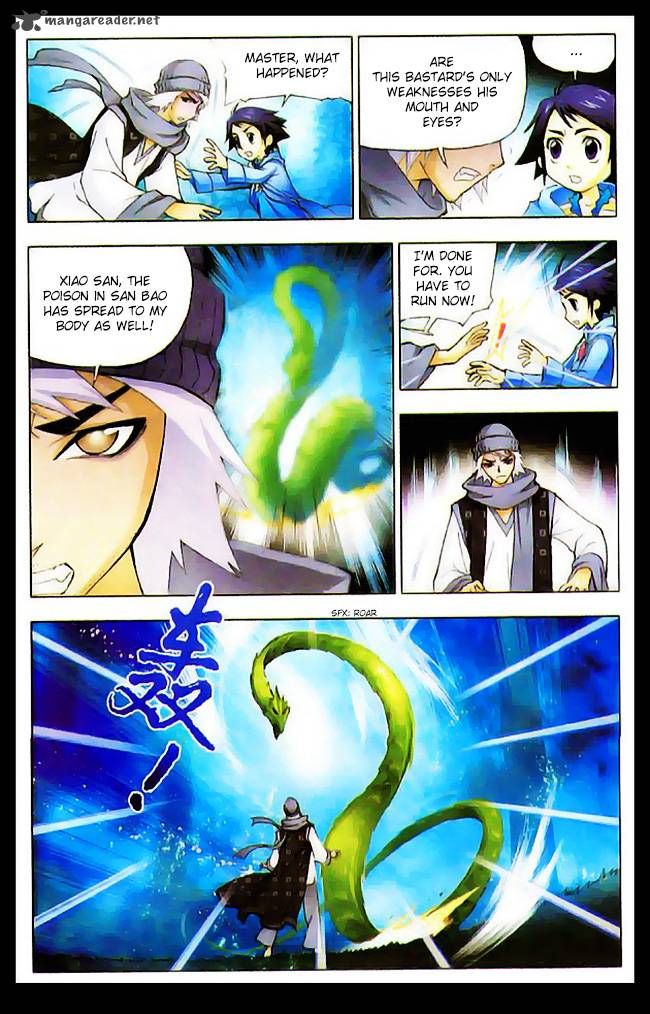 mangareader.net
MASTER, WHAT
HAPPENED?
ARE
THIS BASTARD'S ONLY
WEAKNESSES HIS
MOUTH AND
EYES?
...
XIAO SAN, THE
POISON IN SAN BAO
HAS SPREAD TO MY
BODY AS WELL!
I'M DONE
FOR. YOU
HAVE TO
RUN NOW!
!
SFX: ROAR
轰!